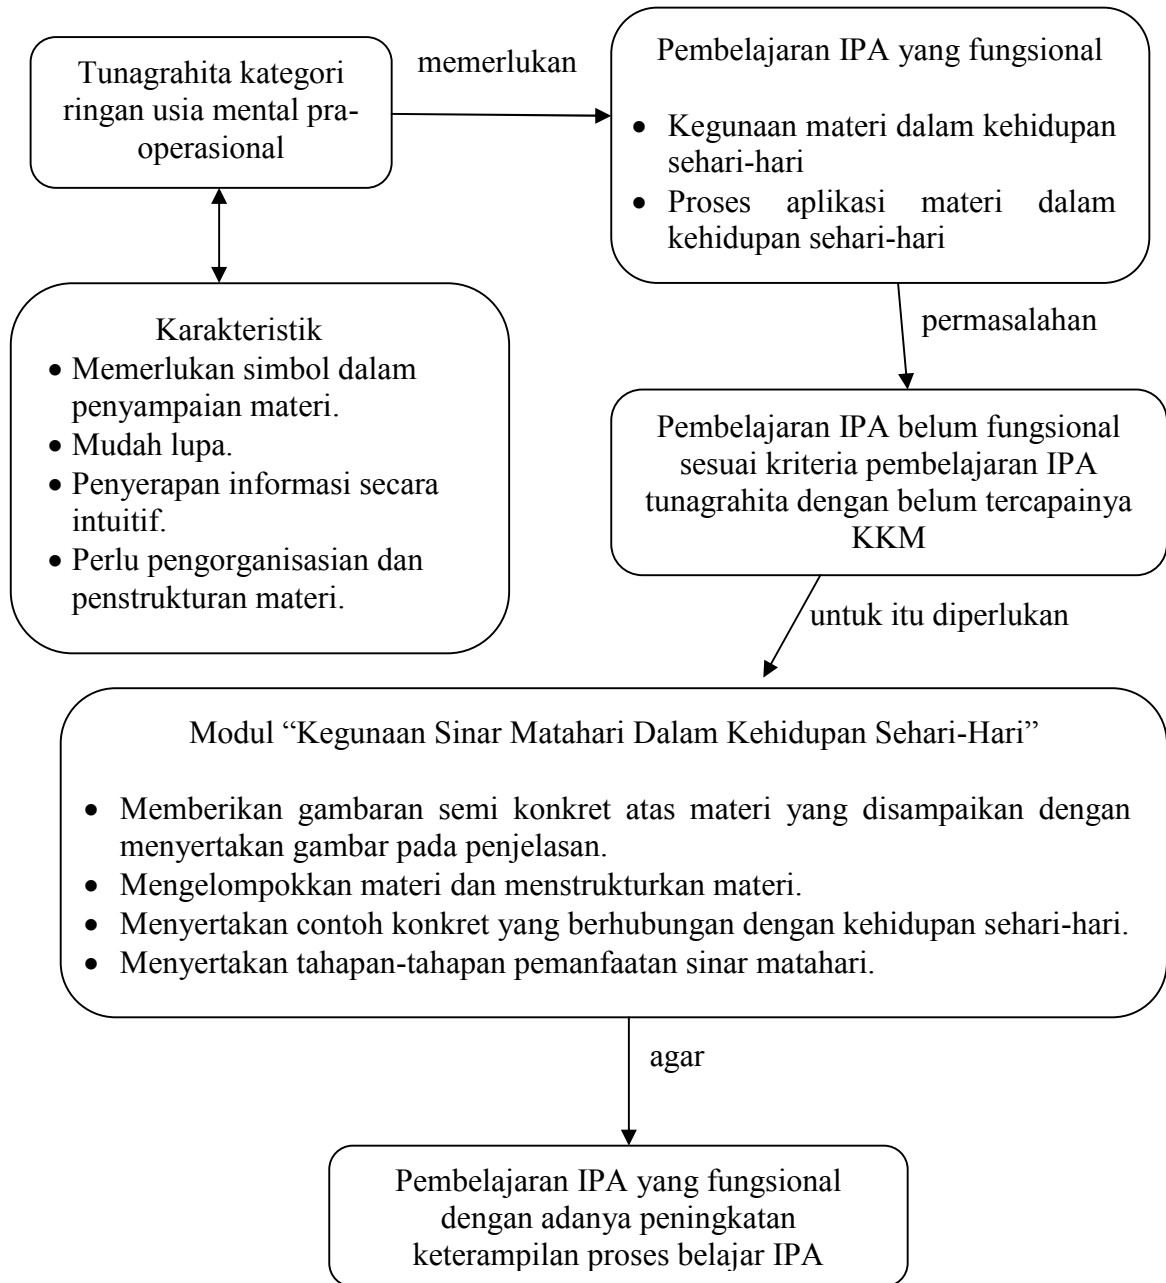 Tunagrahita kategori
ringan usia mental pra-
operasional
memerlukan
Pembelajaran IPA yang fungsional
• Kegunaan materi dalam kehidupan
sehari-hari
• Proses aplikasi materi dalam
kehidupan sehari-hari
Karakteristik
• Memerlukan simbol dalam
penyampaian materi.
• Mudah lupa.
• Penyerapan informasi secara
intuitif.
• Perlu pengorganisasian dan
penstrukturan materi.
permasalahan
Pembelajaran IPA belum fungsional
sesuai kriteria pembelajaran IPA
tunagrahita dengan belum tercapainya
KKM
untuk itu diperlukan
Modul “Kegunaan Sinar Matahari Dalam Kehidupan Sehari-Hari”
• Memberikan gambaran semi konkret atas materi yang disampaikan dengan
menyertakan gambar pada penjelasan.
• Mengelompokkan materi dan menstrukturkan materi.
• Menyertakan contoh konkret yang berhubungan dengan kehidupan sehari-hari.
• Menyertakan tahapan-tahapan pemanfaatan sinar matahari.
agar
Pembelajaran IPA yang fungsional
dengan adanya peningkatan
keterampilan proses belajar IPA